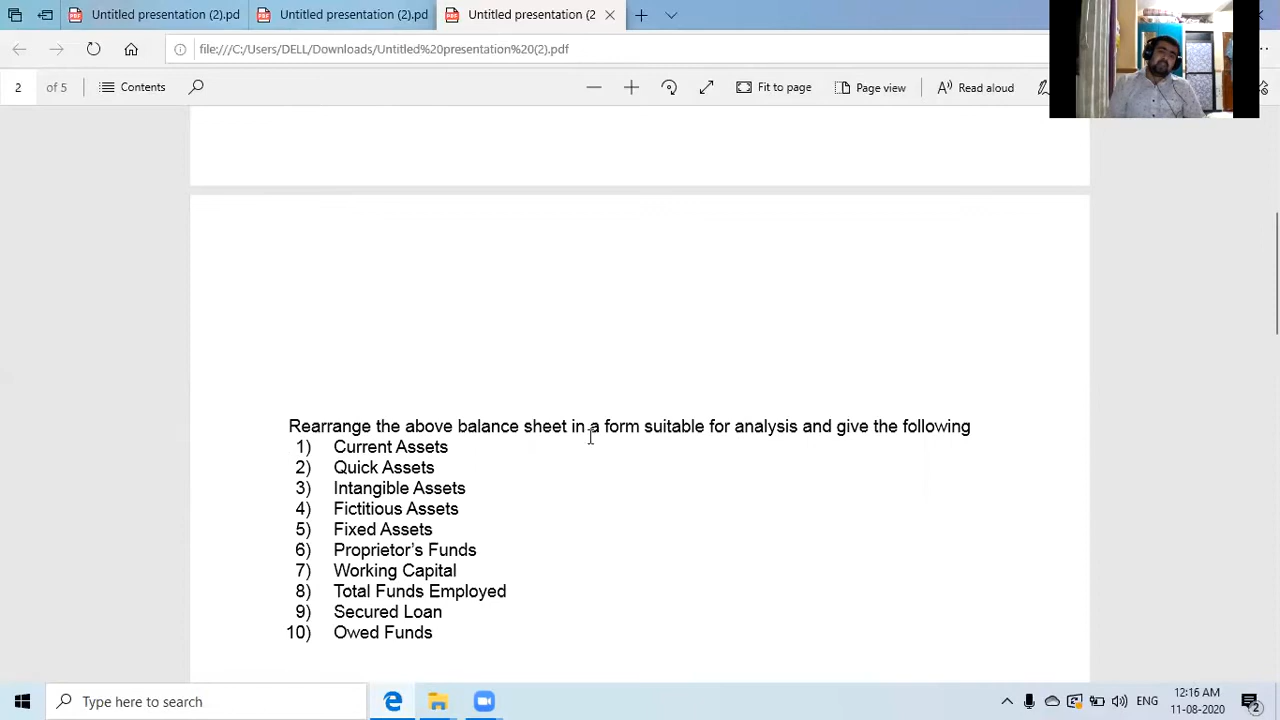 Untitled presentation (2).pdf
Untitled presentation (2).pd
Untitled presentation (2
file:///C:/Users/DELL/Downloads/Untitled%20presentation%20(2).pdf
2 of 5
Contents
Fit to page
Page view
Read aloud
Rearrange the above balance sheet in a form suitable for analysis and give the following
1) Current Assets
2) Quick Assets
3) Intangible Assets
4) Fictitious Assets
5) Fixed Assets
6) Proprietor's Funds
7) Working Capital
8) Total Funds Employed
9) Secured Loan
10) Owed Funds
Type here to search
ENG
12:16 AM
11-08-2020
2